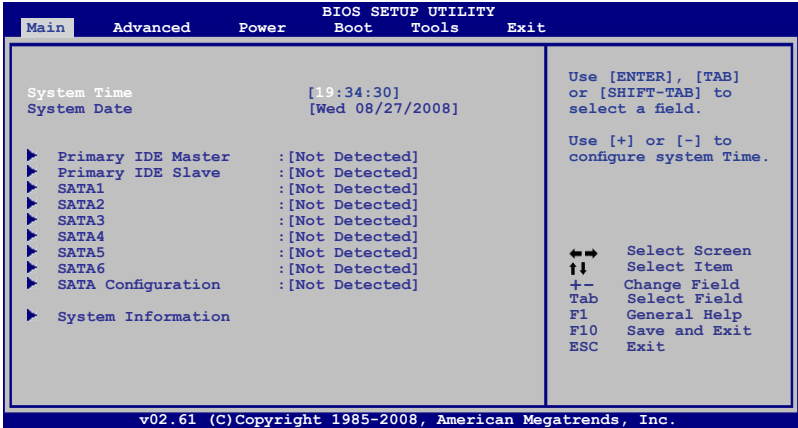 BIOS SETUP UTILITY
Main Advanced Power Boot Tools Exit
System Time [19:34:30]
System Date [Wed 08/27/2008]
Primary IDE Master :[Not Detected]
Primary IDE Slave :[Not Detected]
SATA1 :[Not Detected]
SATA2 :[Not Detected]
SATA3 :[Not Detected]
SATA4 :[Not Detected]
SATA5 :[Not Detected]
SATA6 :[Not Detected]
SATA Configuration :[Not Detected]
System Information
Use [ENTER], [TAB]
or [SHIFT-TAB] to
select a field.
Use [+] or [-] to
configure system Time.
←→ Select Screen
↑↓ Select Item
+- Change Field
Tab Select Field
F1 General Help
F10 Save and Exit
ESC Exit
v02.61 (C)Copyright 1985-2008, American Megatrends, Inc.